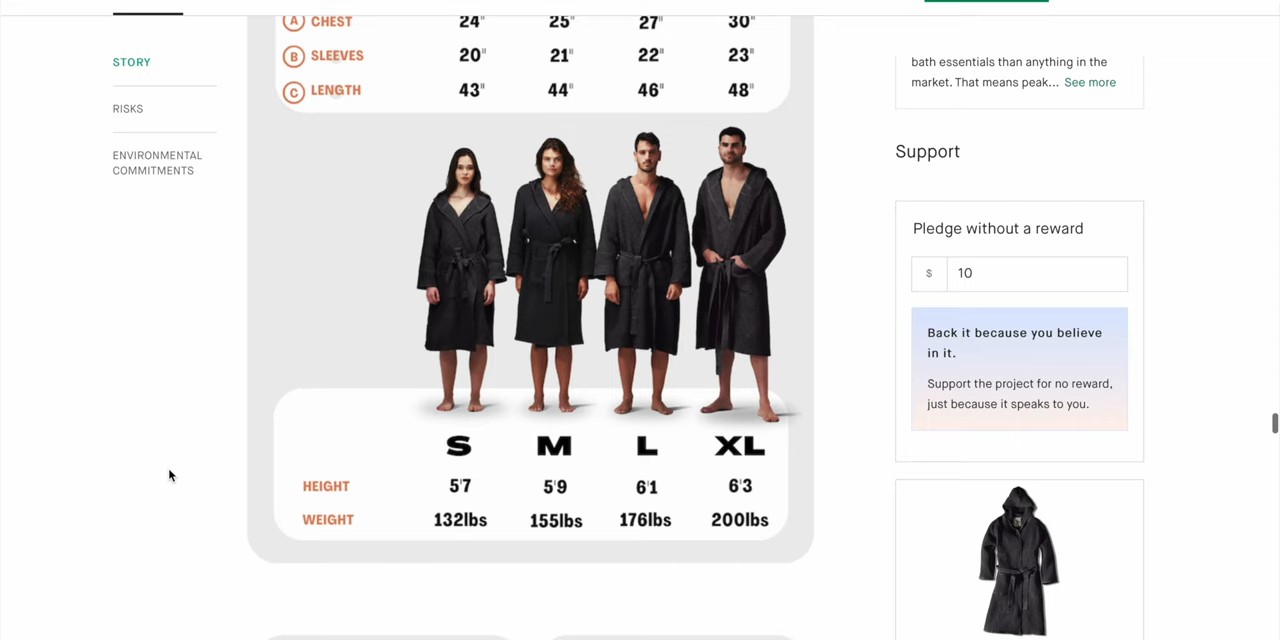 A CHEST 24" 25" 27" 30"
B SLEEVES 20" 21" 22" 23"
C LENGTH 43" 44" 46" 48"
STORY
RISKS
ENVIRONMENTAL
COMMITMENTS
S M L XL
HEIGHT 5'7 5'9 6'1 6'3
WEIGHT 132lbs 155lbs 176lbs 200lbs
bath essentials than anything in the
market. That means peak... See more
Support
Pledge without a reward
$ 10
Back it because you believe
in it.
Support the project for no reward,
just because it speaks to you.